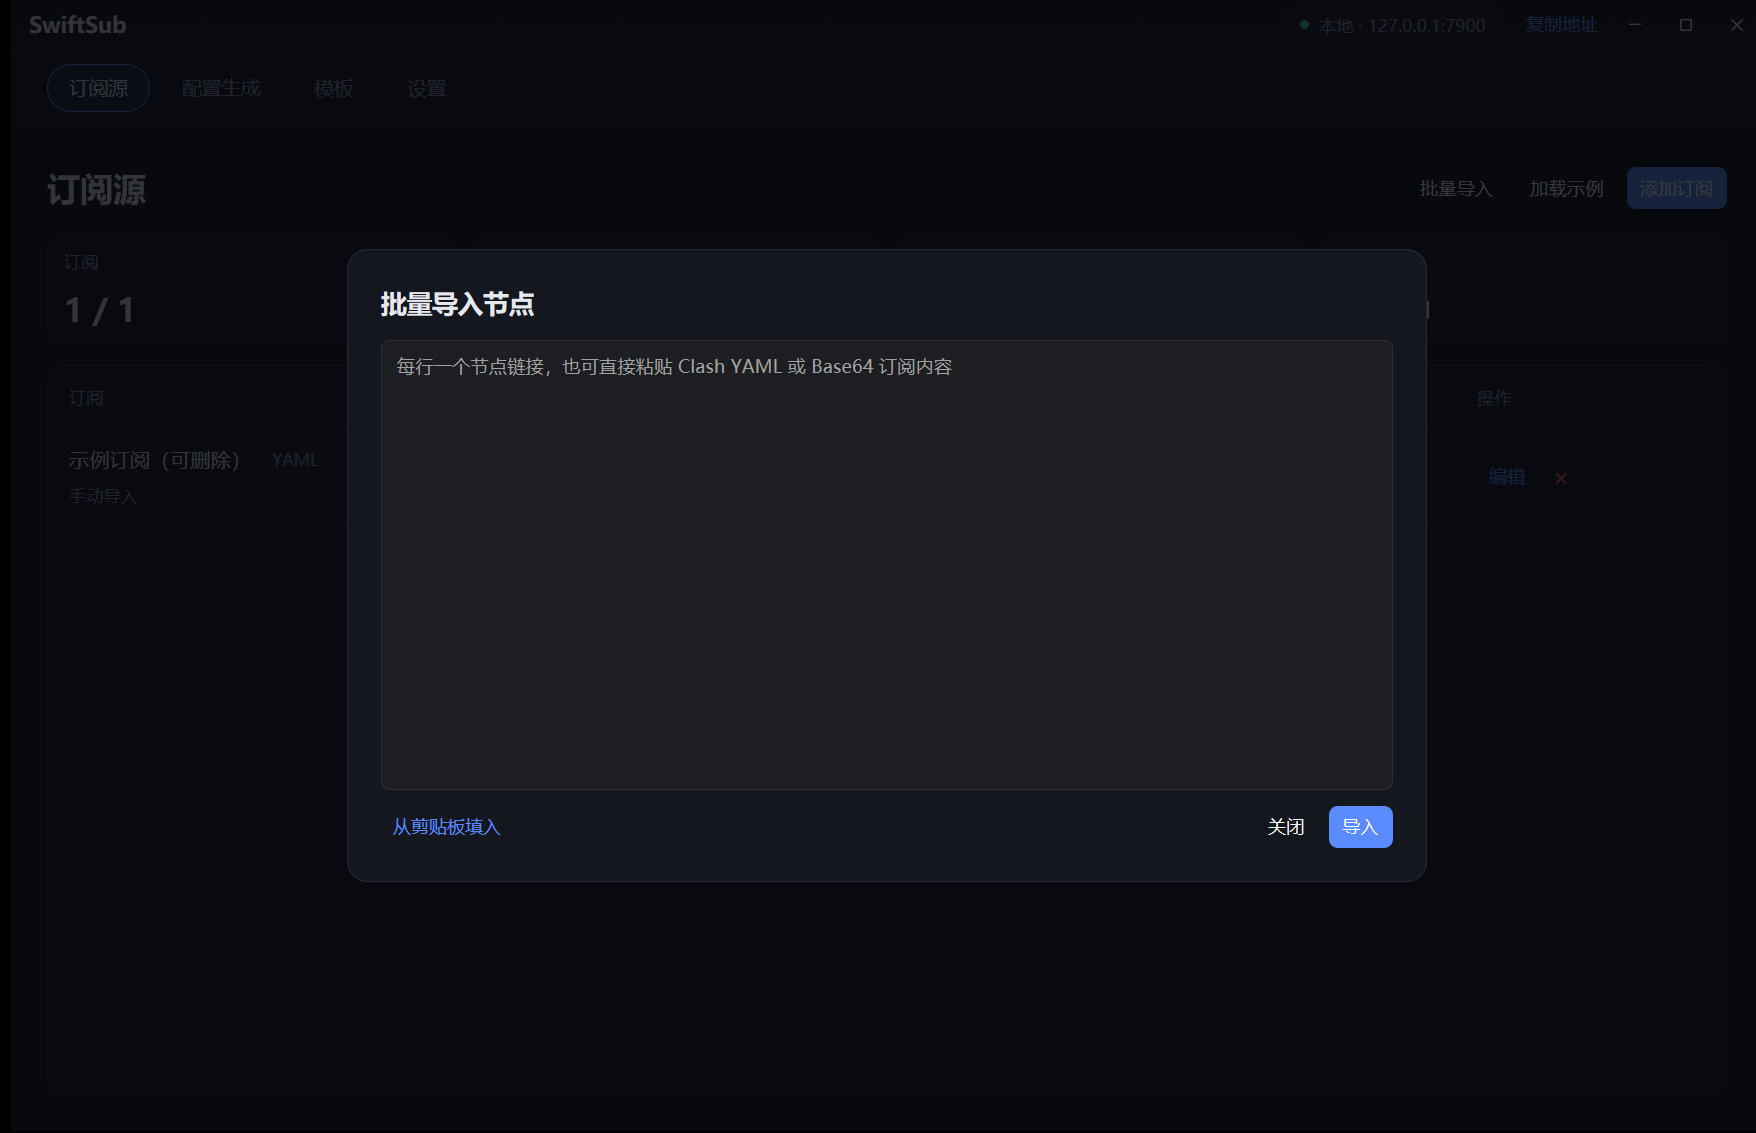 SwiftSub
本地 · 127.0.0.1:7900
复制地址
订阅源
配置生成
模板
设置
订阅源
批量导入
加载示例
添加订阅
订阅
1 / 1
批量导入节点
每行一个节点链接，也可直接粘贴 Clash YAML 或 Base64 订阅内容
订阅
操作
示例订阅（可删除）
YAML
手动导入
编辑
从剪贴板填入
关闭
导入